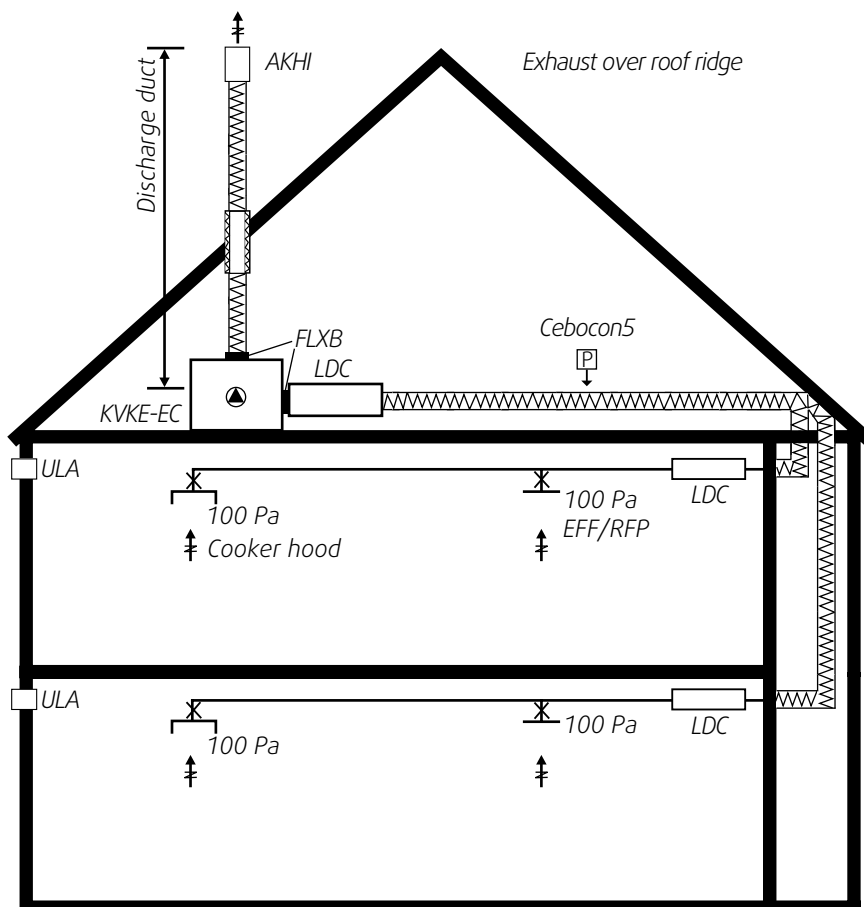 AKHI
Exhaust over roof ridge
Discharge duct
FLXB
LDC
Cebocon5
P
KVKE-EC
ULA
LDC
100 Pa
Cooker hood
100 Pa
EFF/RFP
ULA
LDC
100 Pa
100 Pa